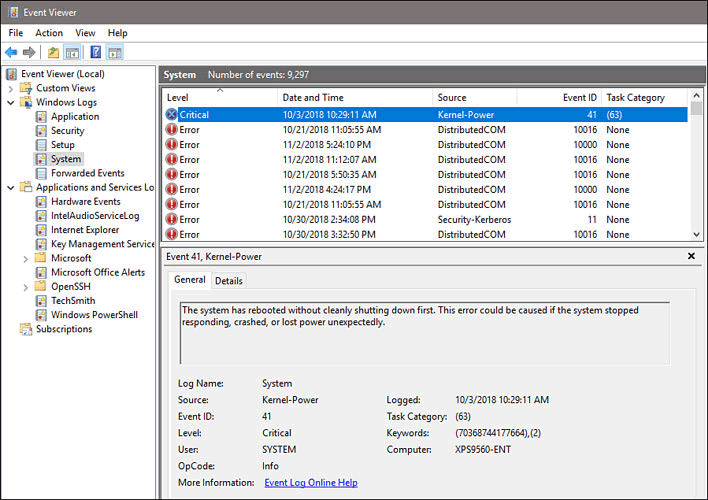 Event Viewer
File Action View Help
Event Viewer (Local)
Custom Views
Windows Logs
Application
Security
Setup
System
Forwarded Events
Applications and Services Lo
Hardware Events
IntelAudioServiceLog
Internet Explorer
Key Management Service
Microsoft
Microsoft Office Alerts
OpenSSH
TechSmith
Windows PowerShell
Subscriptions
System Number of events: 9,297
Level Date and Time Source Event ID Task Category
Critical 10/3/2018 10:29:11 AM Kernel-Power 41 (63)
Error 10/21/2018 11:05:55 AM DistributedCOM 10016 None
Error 11/2/2018 5:24:10 PM DistributedCOM 10000 None
Error 11/2/2018 11:12:07 AM DistributedCOM 10016 None
Error 10/21/2018 5:50:35 AM DistributedCOM 10016 None
Error 11/2/2018 4:24:17 PM DistributedCOM 10000 None
Error 10/21/2018 11:05:55 AM DistributedCOM 10016 None
Error 10/30/2018 2:34:08 PM Security-Kerberos 11 None
Error 10/30/2018 3:32:50 PM DistributedCOM 10016 None
Event 41, Kernel-Power
General Details
The system has rebooted without cleanly shutting down first. This error could be caused if the system stopped
responding, crashed, or lost power unexpectedly.
Log Name: System
Source: Kernel-Power Logged: 10/3/2018 10:29:11 AM
Event ID: 41 Task Category: (63)
Level: Critical Keywords: (70368744177664),(2)
User: SYSTEM Computer: XPS9560-ENT
OpCode: Info
More Information: Event Log Online Help